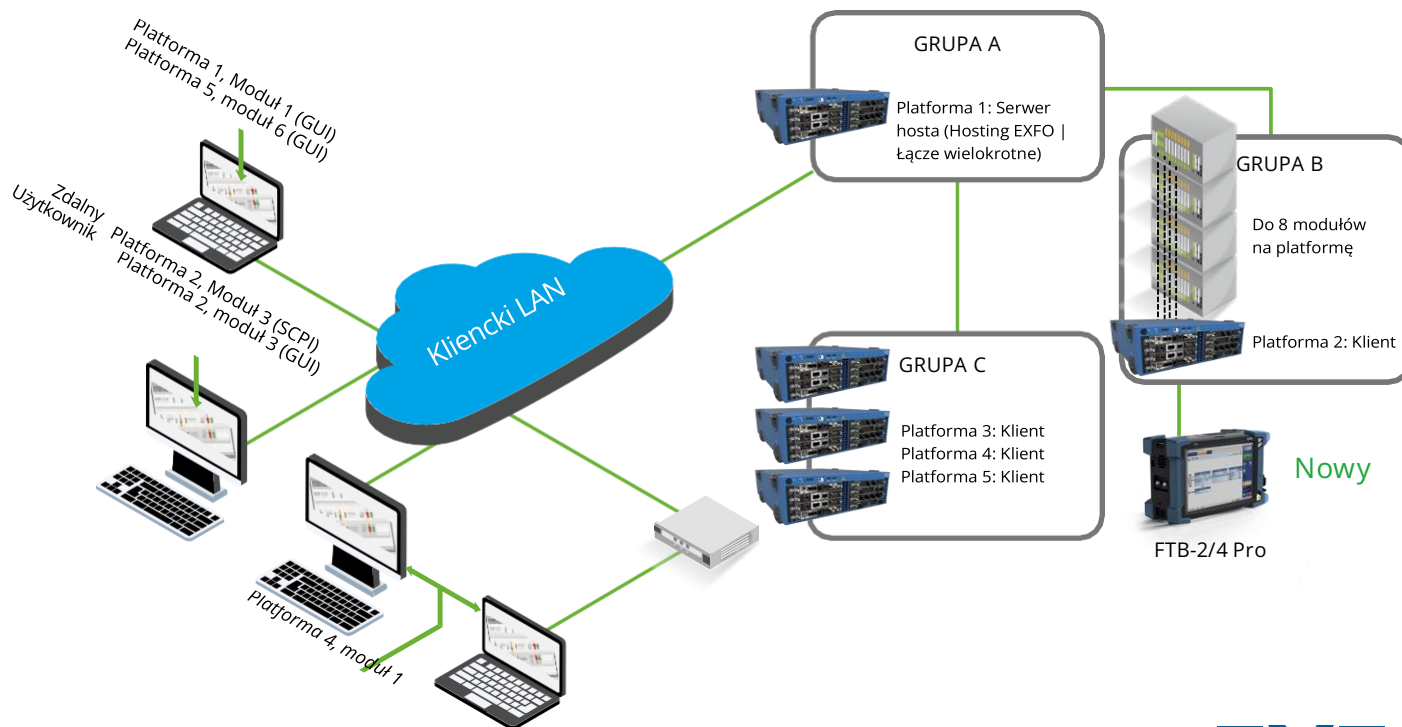 Platforma 1, Moduł 1 (GUI)
Platforma 5, moduł 6 (GUI)
Zdalny
Użytkownik
Platforma 2, Moduł 3 (SCPI)
Platforma 2, moduł 3 (GUI)
Kliencki LAN
Platforma 4, moduł 1
GRUPA A
Platforma 1: Serwer
hosta (Hosting EXFO |
Łącze wielokrotne)
GRUPA B
Do 8 modułów
na platformę
Platforma 2: Klient
GRUPA C
Platforma 3: Klient
Platforma 4: Klient
Platforma 5: Klient
Nowy
FTB-2/4 Pro